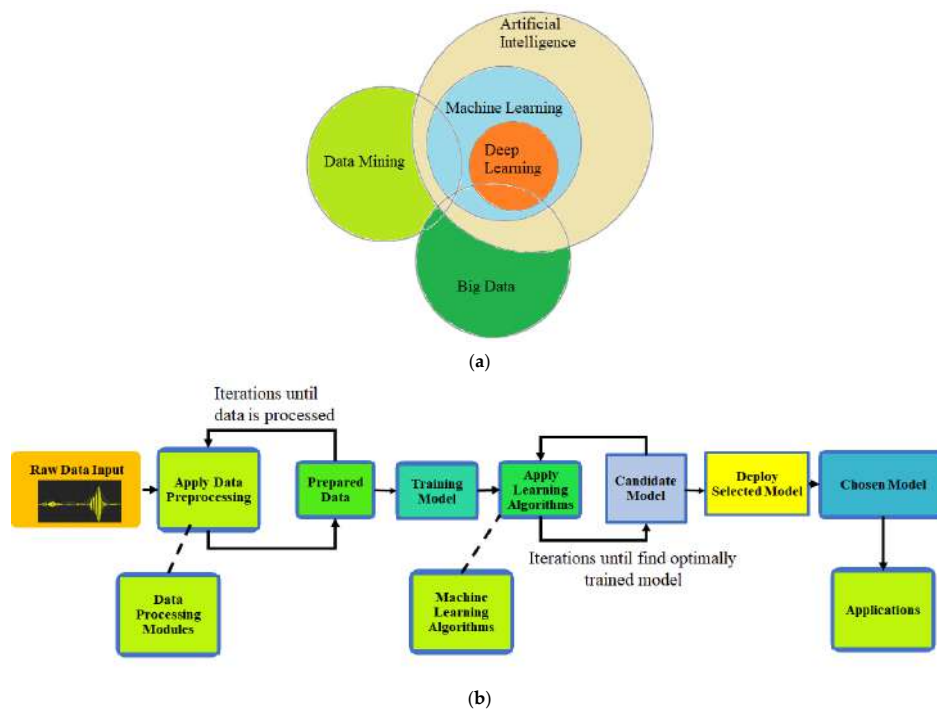 Artificial
Intelligence
Machine Learning
Deep
Learning
Data Mining
Big Data
(a)
Iterations until
data is processed
Raw Data Input
Apply Data
Preprocessing
Prepared
Data
Training
Model
Apply
Learning
Algorithms
Candidate
Model
Deploy
Selected Model
Chosen Model
Iterations until find optimally
trained model
Data
Processing
Modules
Machine
Learning
Algorithms
Applications
(b)